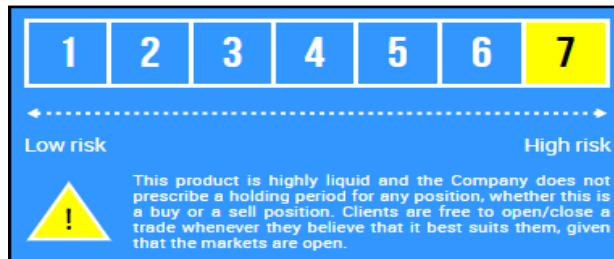 1 2 3 4 5 6 7
Low risk High risk
This product is highly liquid and the Company does not
prescribe a holding period for any position, whether this is
a buy or a sell position. Clients are free to open/close a
trade whenever they believe that it best suits them, given
that the markets are open.
!